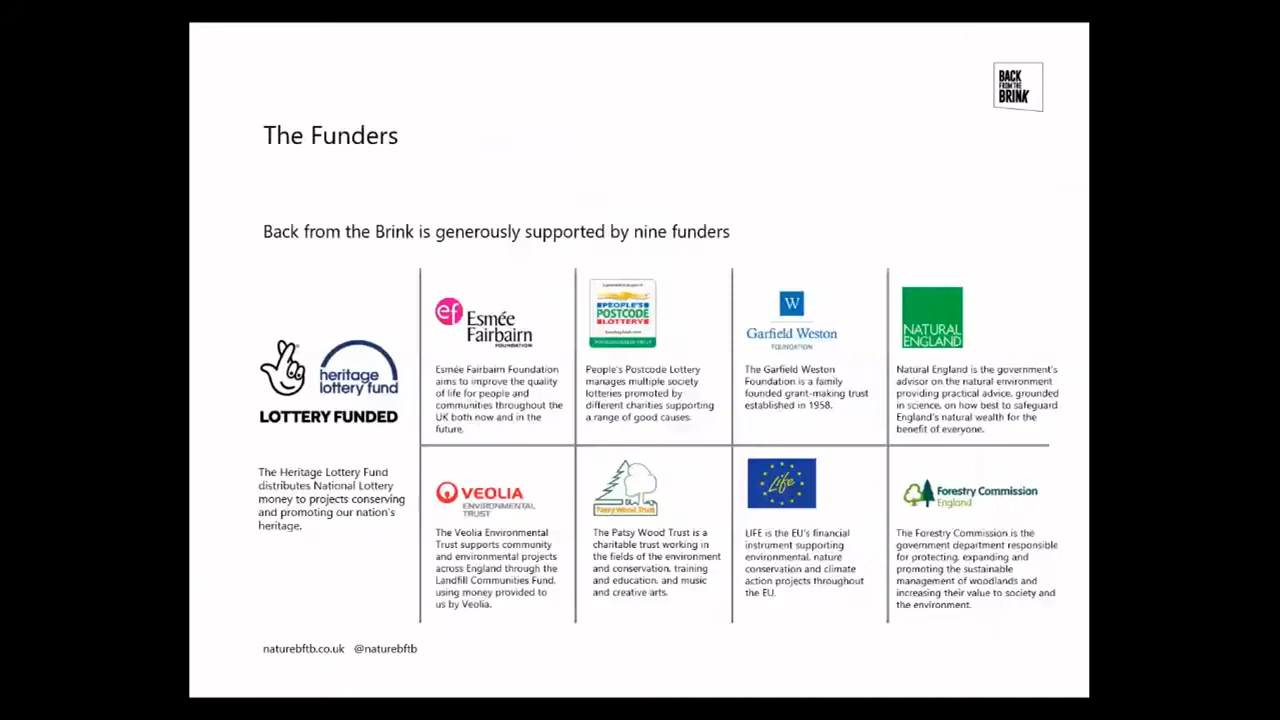 BACK
FROM THE
BRINK
The Funders
Back from the Brink is generously supported by nine funders
heritage
lottery fund
LOTTERY FUNDED
The Heritage Lottery Fund
distributes National Lottery
money to projects conserving
and promoting our nation's
heritage.
ef Esmée
Fairbairn
FOUNDATION
Esmée Fairbairn Foundation
aims to improve the quality
of life for people and
communities throughout the
UK both now and in the
future.
PEOPLE'S
POSTCODE
LOTTERY
People's Postcode Lottery
manages multiple society
lotteries promoted by
different charities supporting
a range of good causes.
W
Garfield Weston
FOUNDATION
The Garfield Weston
Foundation is a family
founded grant-making trust
established in 1958.
NATURAL
ENGLAND
Natural England is the government's
advisor on the natural environment
providing practical advice, grounded
in science, on how best to safeguard
England's natural wealth for the
benefit of everyone.
VEOLIA
ENVIRONMENTAL
TRUST
The Veolia Environmental
Trust supports community
and environmental projects
across England through the
Landfill Communities Fund,
using money provided to
us by Veolia.
Patsy Wood Trust
The Patsy Wood Trust is a
charitable trust working in
the fields of the environment
and conservation, training
and education, and music
and creative arts.
Life
LIFE is the EU's financial
instrument supporting
environmental, nature
conservation and climate
action projects throughout
the EU.
Forestry Commission
England
The Forestry Commission is the
government department responsible
for protecting, expanding and
promoting the sustainable
management of woodlands and
increasing their value to society and
the environment.
naturebftb.co.uk @naturebftb